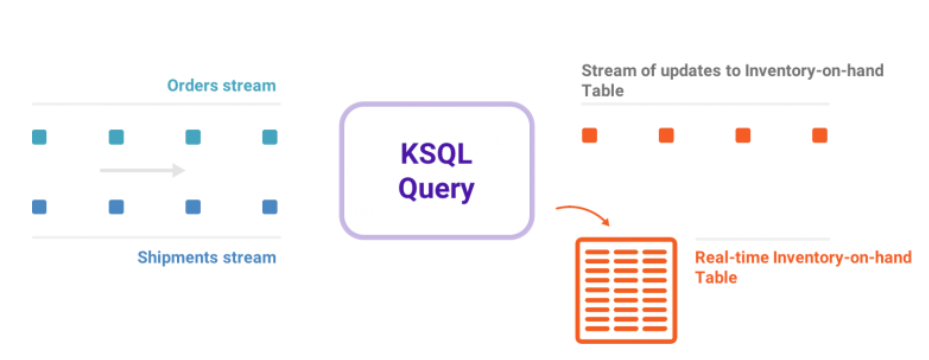 Orders stream
Shipments stream
KSQL
Query
Stream of updates to Inventory-on-hand
Table
Real-time Inventory-on-hand
Table